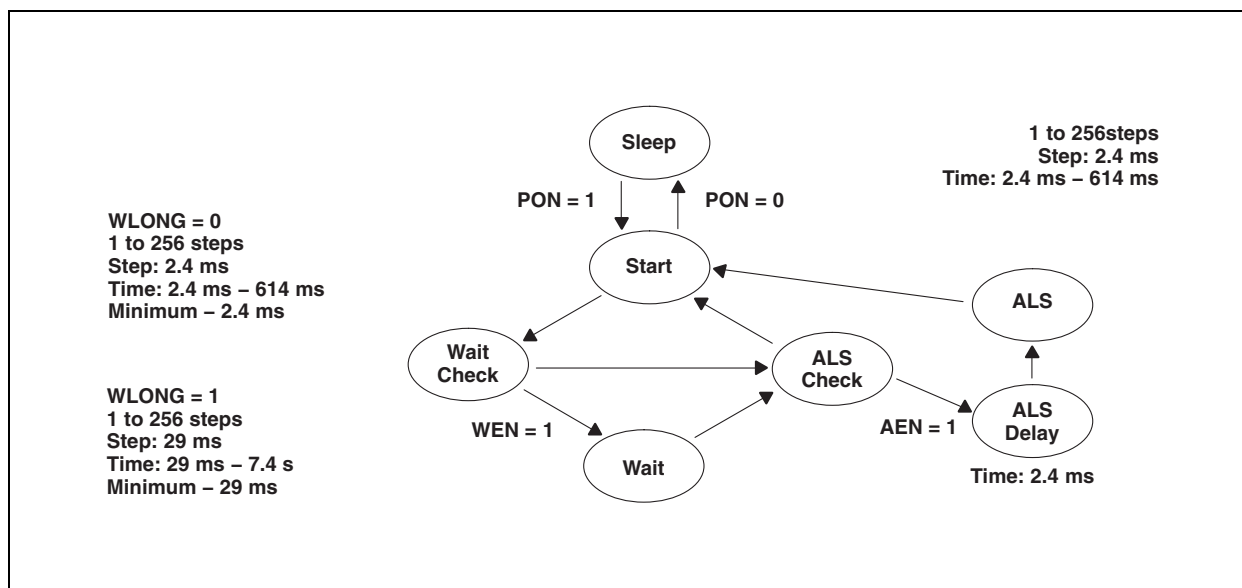 Sleep
1 to 256steps
Step: 2.4 ms
Time: 2.4 ms – 614 ms
PON = 1
PON = 0
WLONG = 0
1 to 256 steps
Step: 2.4 ms
Time: 2.4 ms – 614 ms
Minimum – 2.4 ms
Start
ALS
Wait
Check
ALS
Check
WLONG = 1
1 to 256 steps
Step: 29 ms
Time: 29 ms – 7.4 s
Minimum – 29 ms
WEN = 1
AEN = 1
ALS
Delay
Wait
Time: 2.4 ms